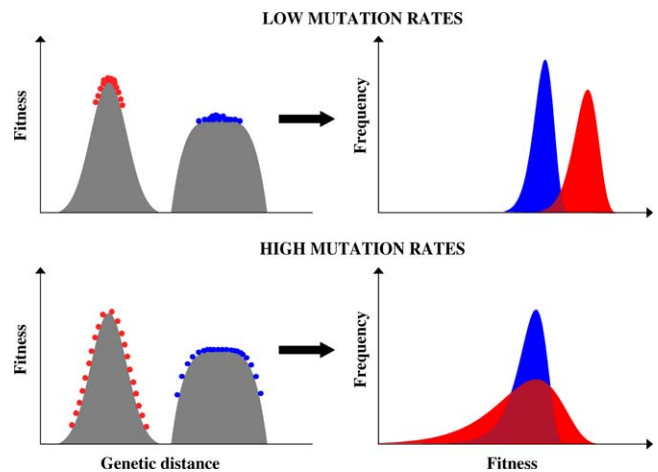 LOW MUTATION RATES
Fitness
Frequency
HIGH MUTATION RATES
Fitness
Frequency
Genetic distance
Fitness